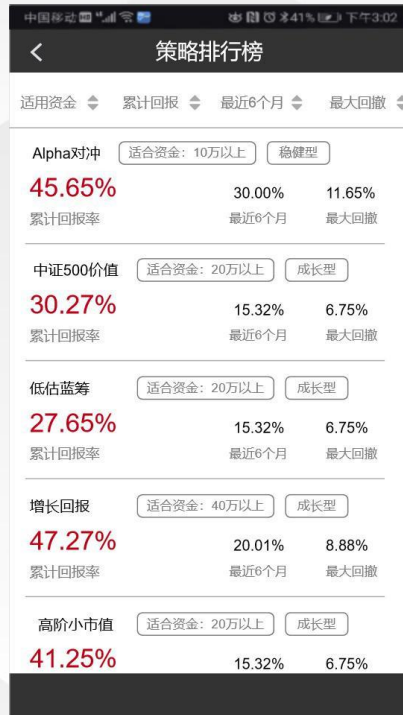 中国移动 41% 下午3:02
策略排行榜
适用资金 累计回报 最近6个月 最大回撤
Alpha对冲 适合资金：10万以上 稳健型
45.65% 30.00% 11.65%
累计回报率 最近6个月 最大回撤
中证500价值 适合资金：20万以上 成长型
30.27% 15.32% 6.75%
累计回报率 最近6个月 最大回撤
低估蓝筹 适合资金：20万以上 成长型
27.65% 15.32% 6.75%
累计回报率 最近6个月 最大回撤
增长回报 适合资金：40万以上 成长型
47.27% 20.01% 8.88%
累计回报率 最近6个月 最大回撤
高阶小市值 适合资金：20万以上 成长型
41.25% 15.32% 6.75%